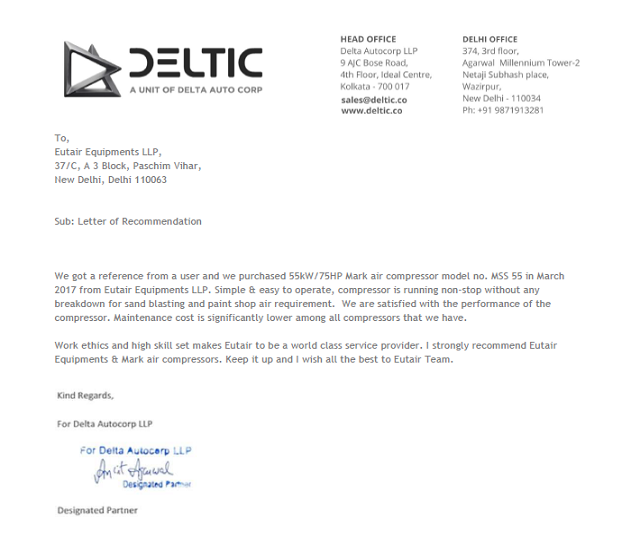 DELTIC
A UNIT OF DELTA AUTO CORP
HEAD OFFICE
Delta Autocorp LLP
9 AJC Bose Road,
4th Floor, Ideal Centre,
Kolkata - 700 017
sales@deltic.co
www.deltic.co
DELHI OFFICE
374, 3rd floor,
Agarwal Millennium Tower-2
Netaji Subhash place,
Wazirpur,
New Delhi - 110034
Ph: +91 9871913281
To,
Eutair Equipments LLP,
37/C, A 3 Block, Paschim Vihar,
New Delhi, Delhi 110063
Sub: Letter of Recommendation
We got a reference from a user and we purchased 55kW/75HP Mark air compressor model no. MSS 55 in March
2017 from Eutair Equipments LLP. Simple & easy to operate, compressor is running non-stop without any
breakdown for sand blasting and paint shop air requirement. We are satisfied with the performance of the
compressor. Maintenance cost is significantly lower among all compressors that we have.
Work ethics and high skill set makes Eutair to be a world class service provider. I strongly recommend Eutair
Equipments & Mark air compressors. Keep it up and I wish all the best to Eutair Team.
Kind Regards,
For Delta Autocorp LLP
For Delta Autocorp LLP
Ankit Agarwal
Designated Partner
Designated Partner